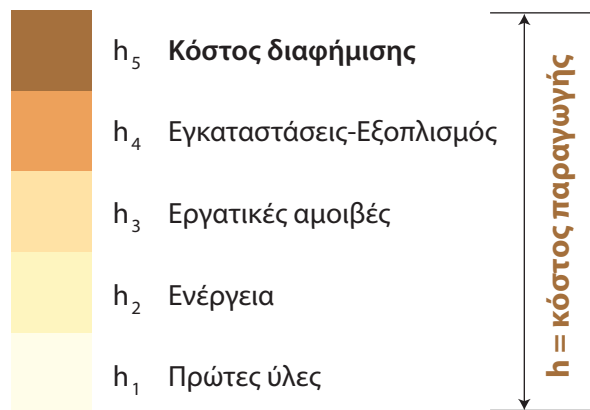 h₅ Κόστος διαφήμισης
h₄ Εγκαταστάσεις-Εξοπλισμός
h₃ Εργατικές αμοιβές
h₂ Ενέργεια
h₁ Πρώτες ύλες
h = κόστος παραγωγής